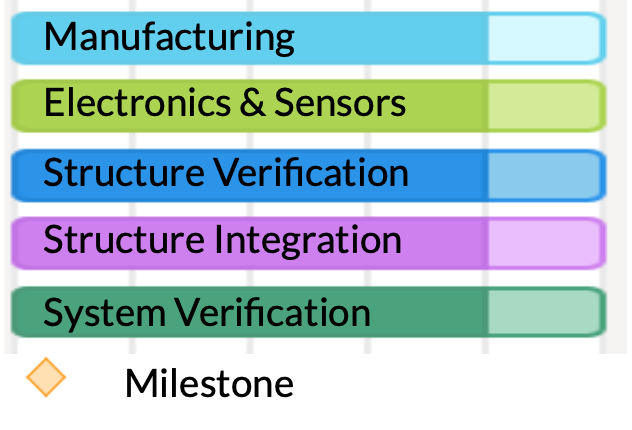 Manufacturing
Electronics & Sensors
Structure Verification
Structure Integration
System Verification
Milestone